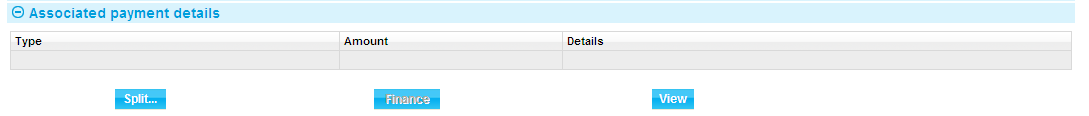 Associated payment details
Type Amount Details
Split... Finance View